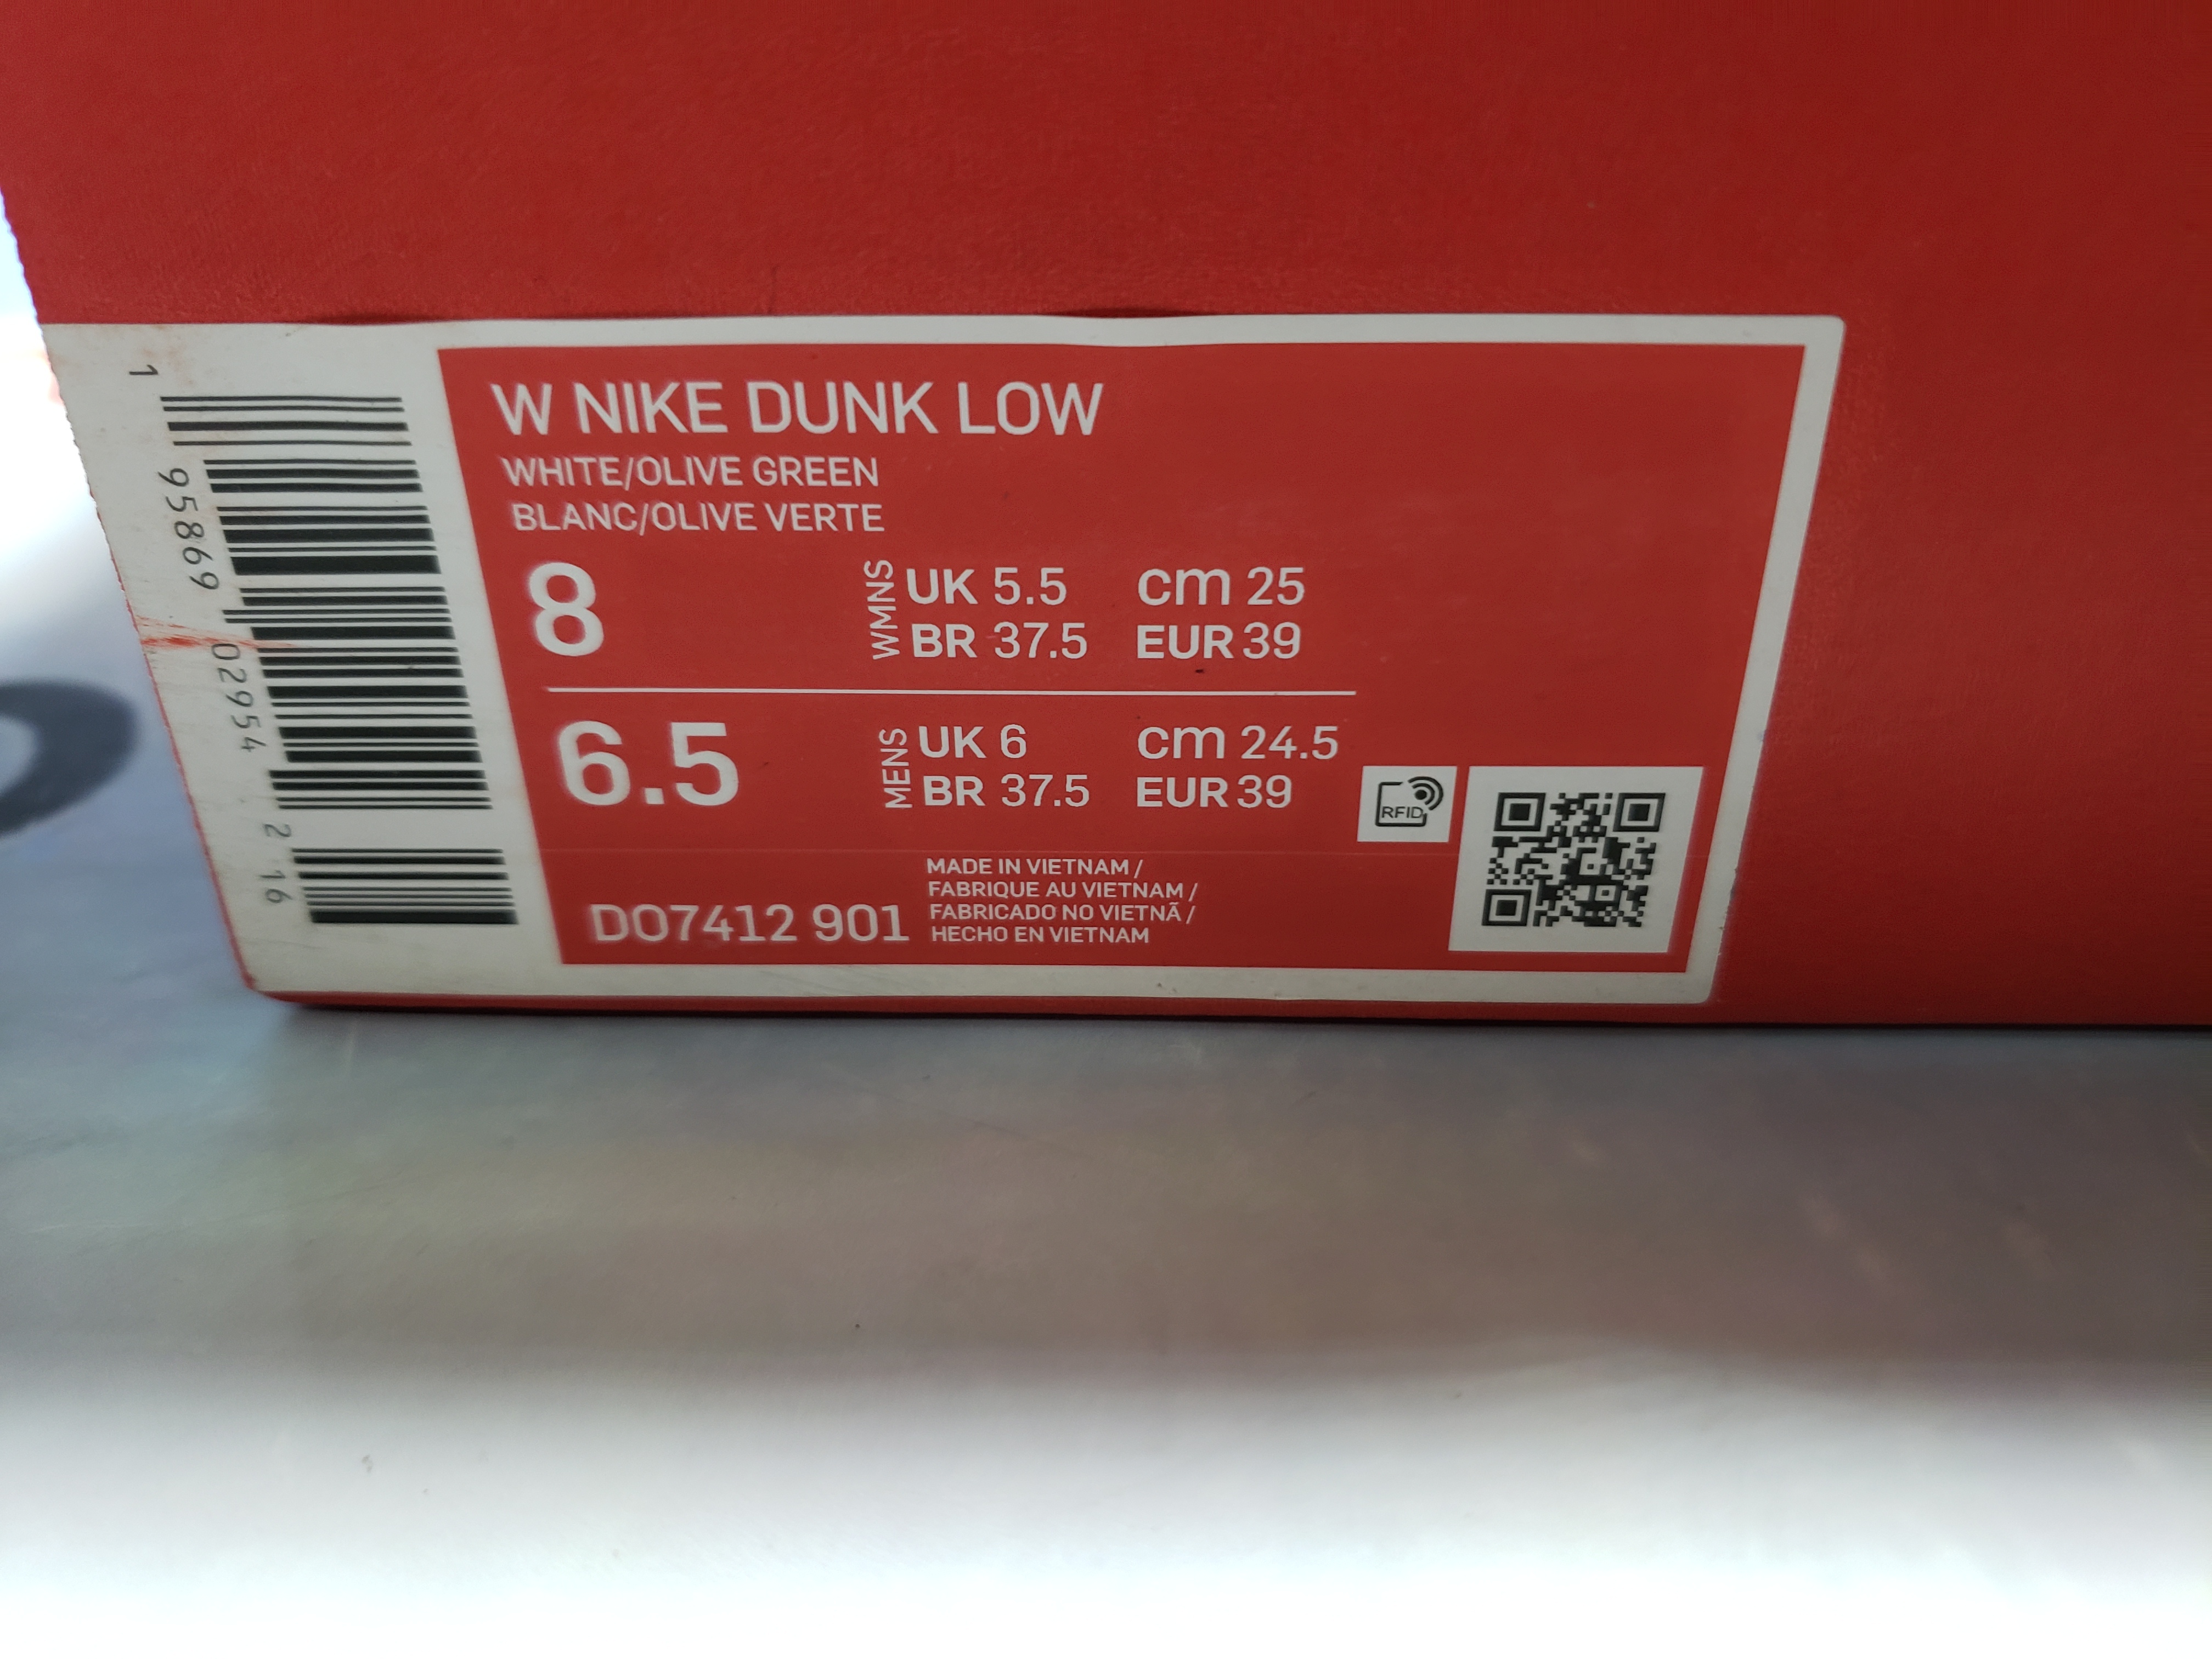 W NIKE DUNK LOW
WHITE/OLIVE GREEN
BLANC/OLIVE VERTE
8 WMNS UK 5.5 cm 25
BR 37.5 EUR 39
6.5 MENS UK 6 cm 24.5
BR 37.5 EUR 39
RFID
MADE IN VIETNAM /
FABRIQUE AU VIETNAM /
FABRICADO NO VIETNÃ /
HECHO EN VIETNAM
DO7412 901
1 95869 02954 2 16